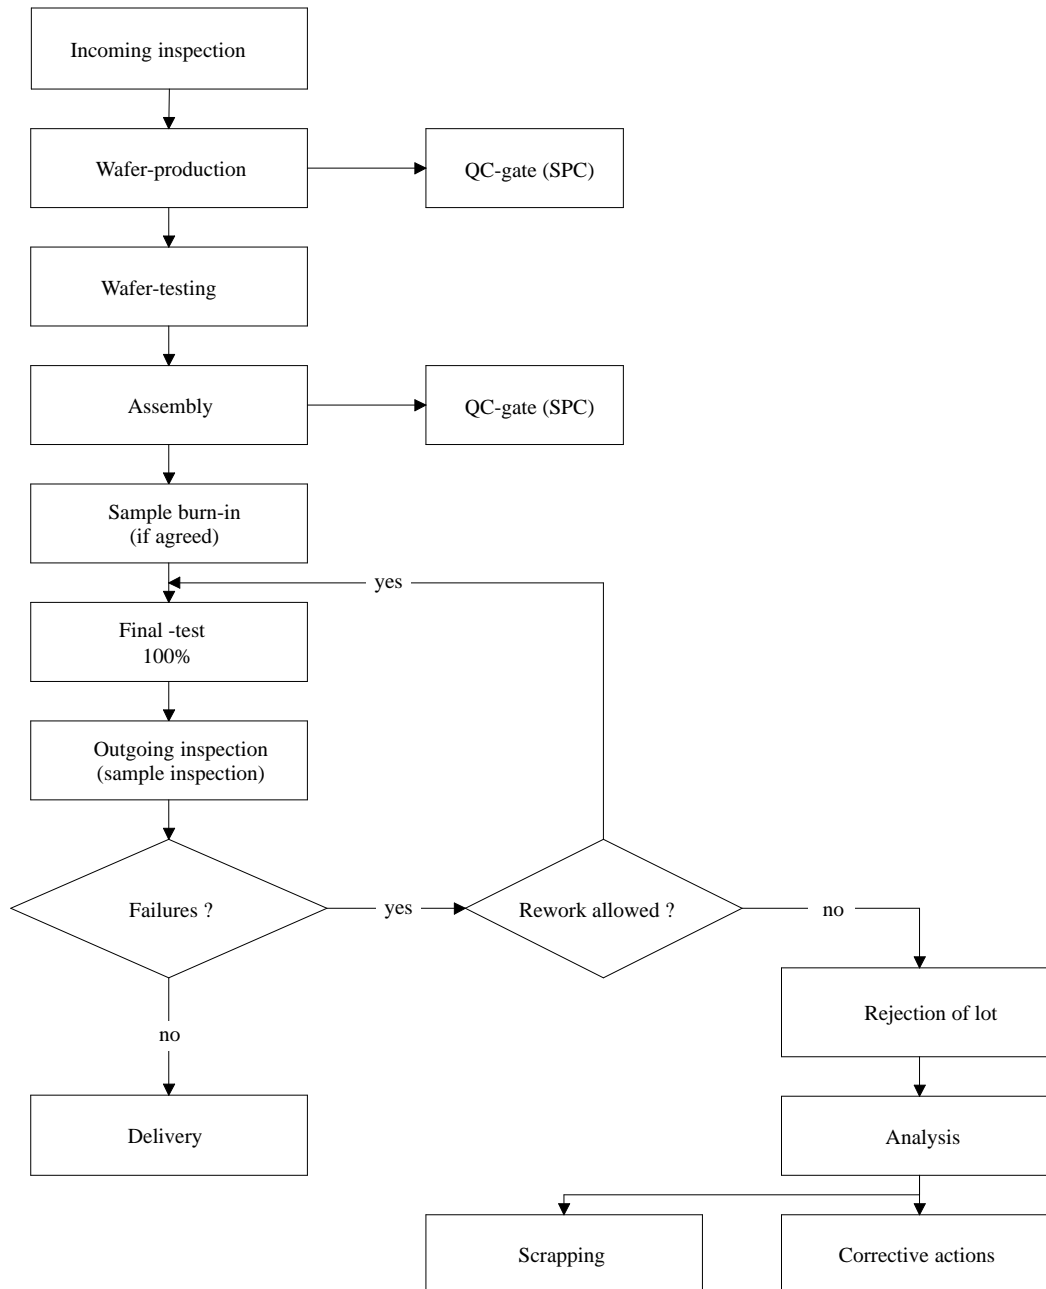 Incoming inspection
Wafer-production
QC-gate (SPC)
Wafer-testing
Assembly
QC-gate (SPC)
Sample burn-in
(if agreed)
yes
Final -test
100%
Outgoing inspection
(sample inspection)
Failures ?
yes
Rework allowed ?
no
Rejection of lot
no
Delivery
Analysis
Scrapping
Corrective actions